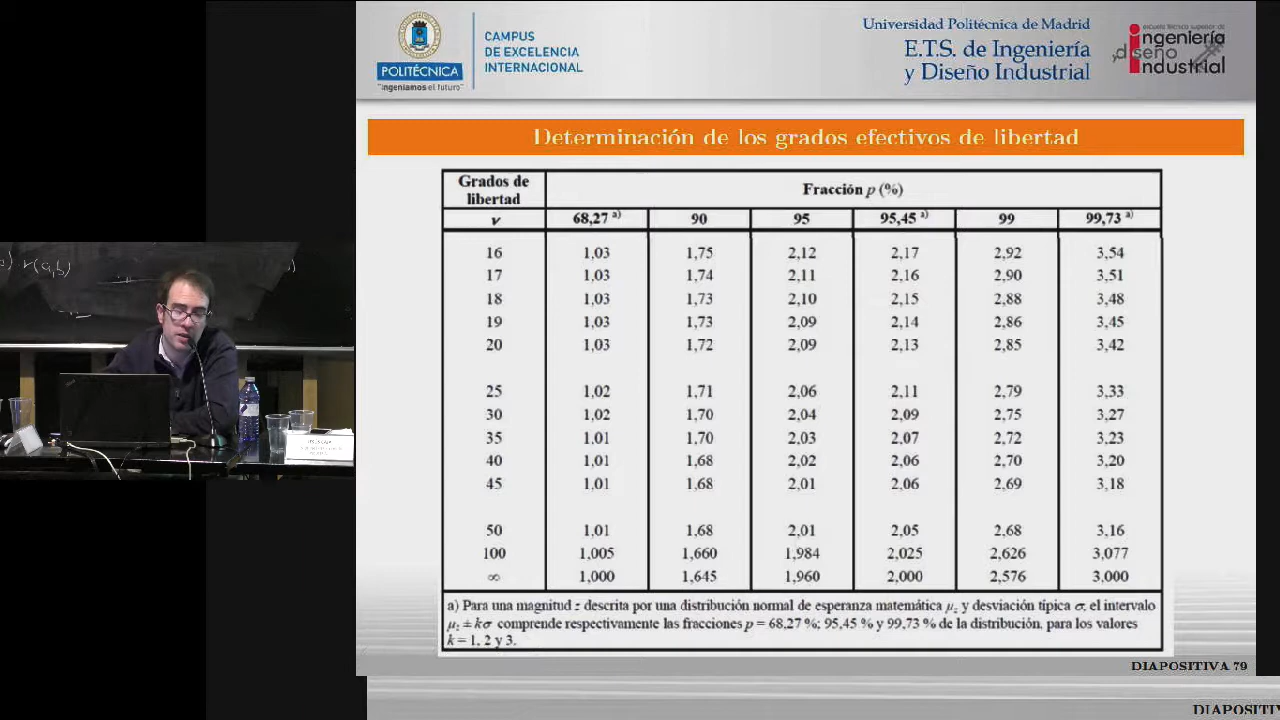 POLITÉCNICA
"Ingeniamos el futuro"
CAMPUS
DE EXCELENCIA
INTERNACIONAL
Universidad Politécnica de Madrid
E.T.S. de Ingeniería
y Diseño Industrial
escuela técnica superior de
ingeniería
y diseño
industrial
Determinación de los grados efectivos de libertad
Grados de libertad Fracción p (%)
ν 68,27 a) 90 95 95,45 a) 99 99,73 a)
16 1,03 1,75 2,12 2,17 2,92 3,54
17 1,03 1,74 2,11 2,16 2,90 3,51
18 1,03 1,73 2,10 2,15 2,88 3,48
19 1,03 1,73 2,09 2,14 2,86 3,45
20 1,03 1,72 2,09 2,13 2,85 3,42
25 1,02 1,71 2,06 2,11 2,79 3,33
30 1,02 1,70 2,04 2,09 2,75 3,27
35 1,01 1,70 2,03 2,07 2,72 3,23
40 1,01 1,68 2,02 2,06 2,70 3,20
45 1,01 1,68 2,01 2,06 2,69 3,18
50 1,01 1,68 2,01 2,05 2,68 3,16
100 1,005 1,660 1,984 2,025 2,626 3,077
∞ 1,000 1,645 1,960 2,000 2,576 3,000
a) Para una magnitud z descrita por una distribución normal de esperanza matemática μz y desviación típica σ, el intervalo
μz ± kσ comprende respectivamente las fracciones p = 68,27 %; 95,45 % y 99,73 % de la distribución, para los valores
k = 1, 2 y 3.
DIAPOSITIVA 79
DIAPOSITIV
r(a,b)